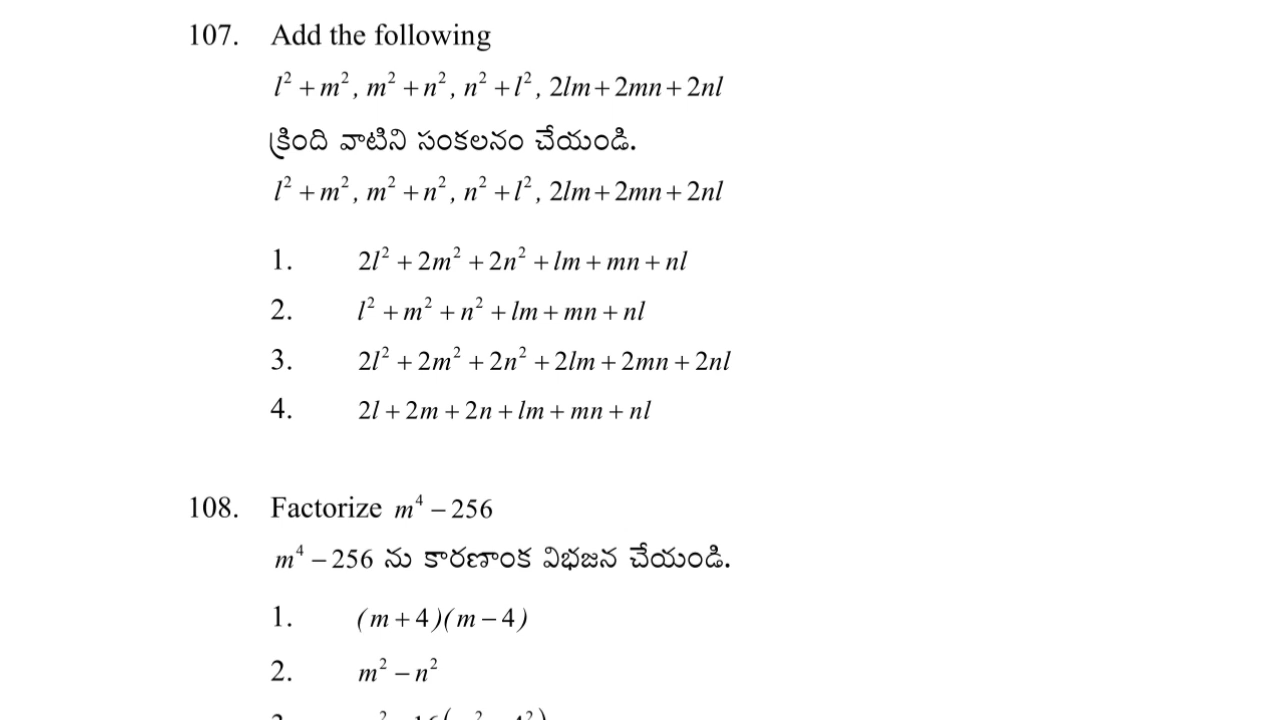 107. Add the following
l² + m², m² + n², n² + l², 2lm + 2mn + 2nl
క్రింది వాటిని సంకలనం చేయండి.
l² + m², m² + n², n² + l², 2lm + 2mn + 2nl
1. 2l² + 2m² + 2n² + lm + mn + nl
2. l² + m² + n² + lm + mn + nl
3. 2l² + 2m² + 2n² + 2lm + 2mn + 2nl
4. 2l + 2m + 2n + lm + mn + nl
108. Factorize m⁴ – 256
m⁴ – 256 ను కారణాంక విభజన చేయండి.
1. (m + 4)(m – 4)
2. m² – n²